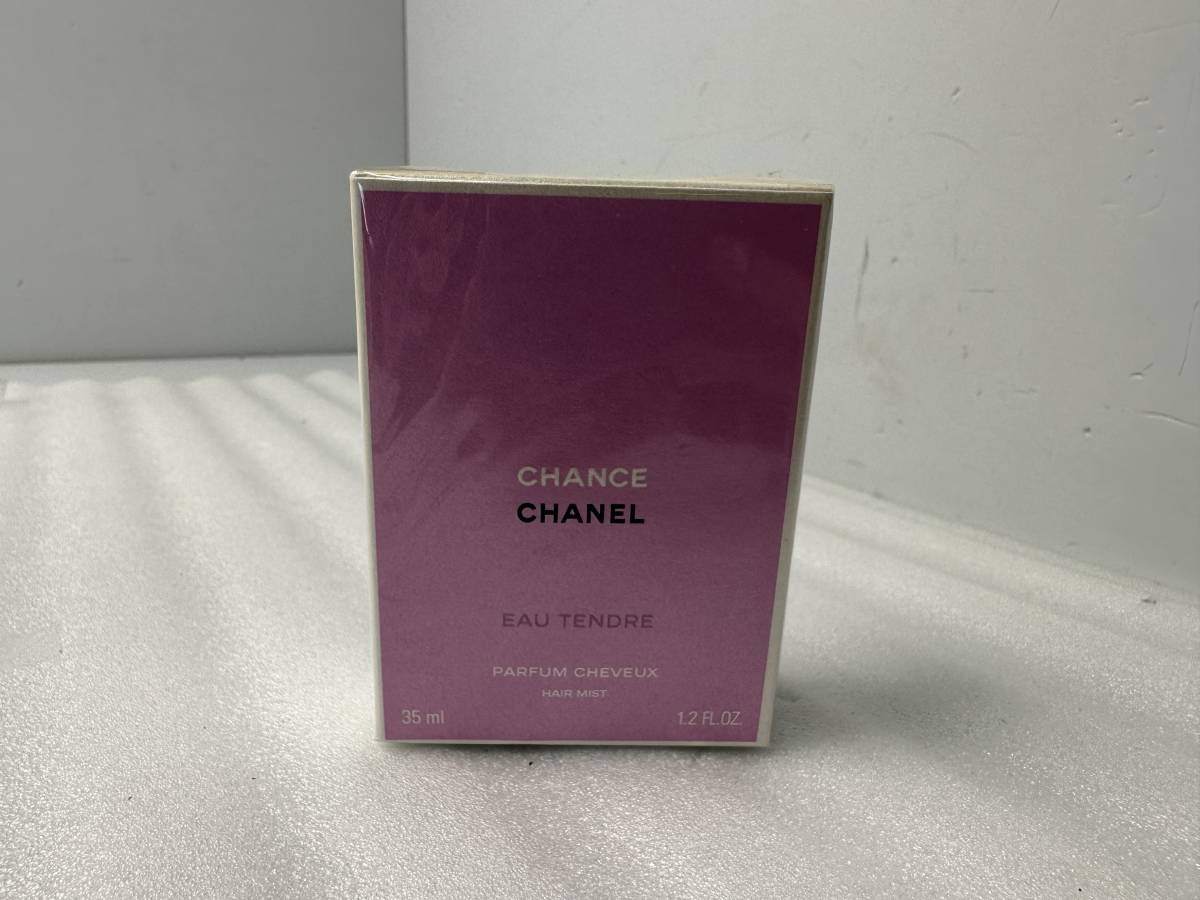 CHANCE
CHANEL
EAU TENDRE
PARFUM CHEVEUX
HAIR MIST
35 ml 1.2 FL.OZ.